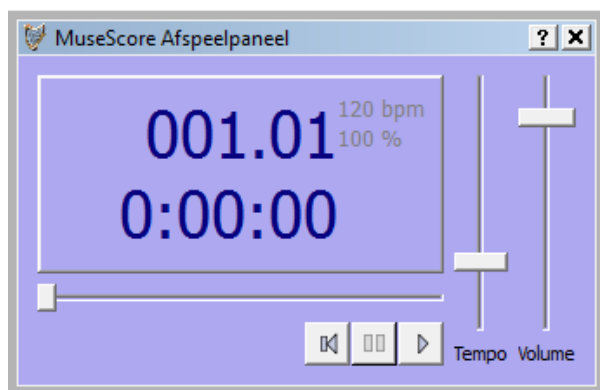 MuseScore Afspeelpaneel
001.01
120 bpm
100 %
0:00:00
Tempo Volume